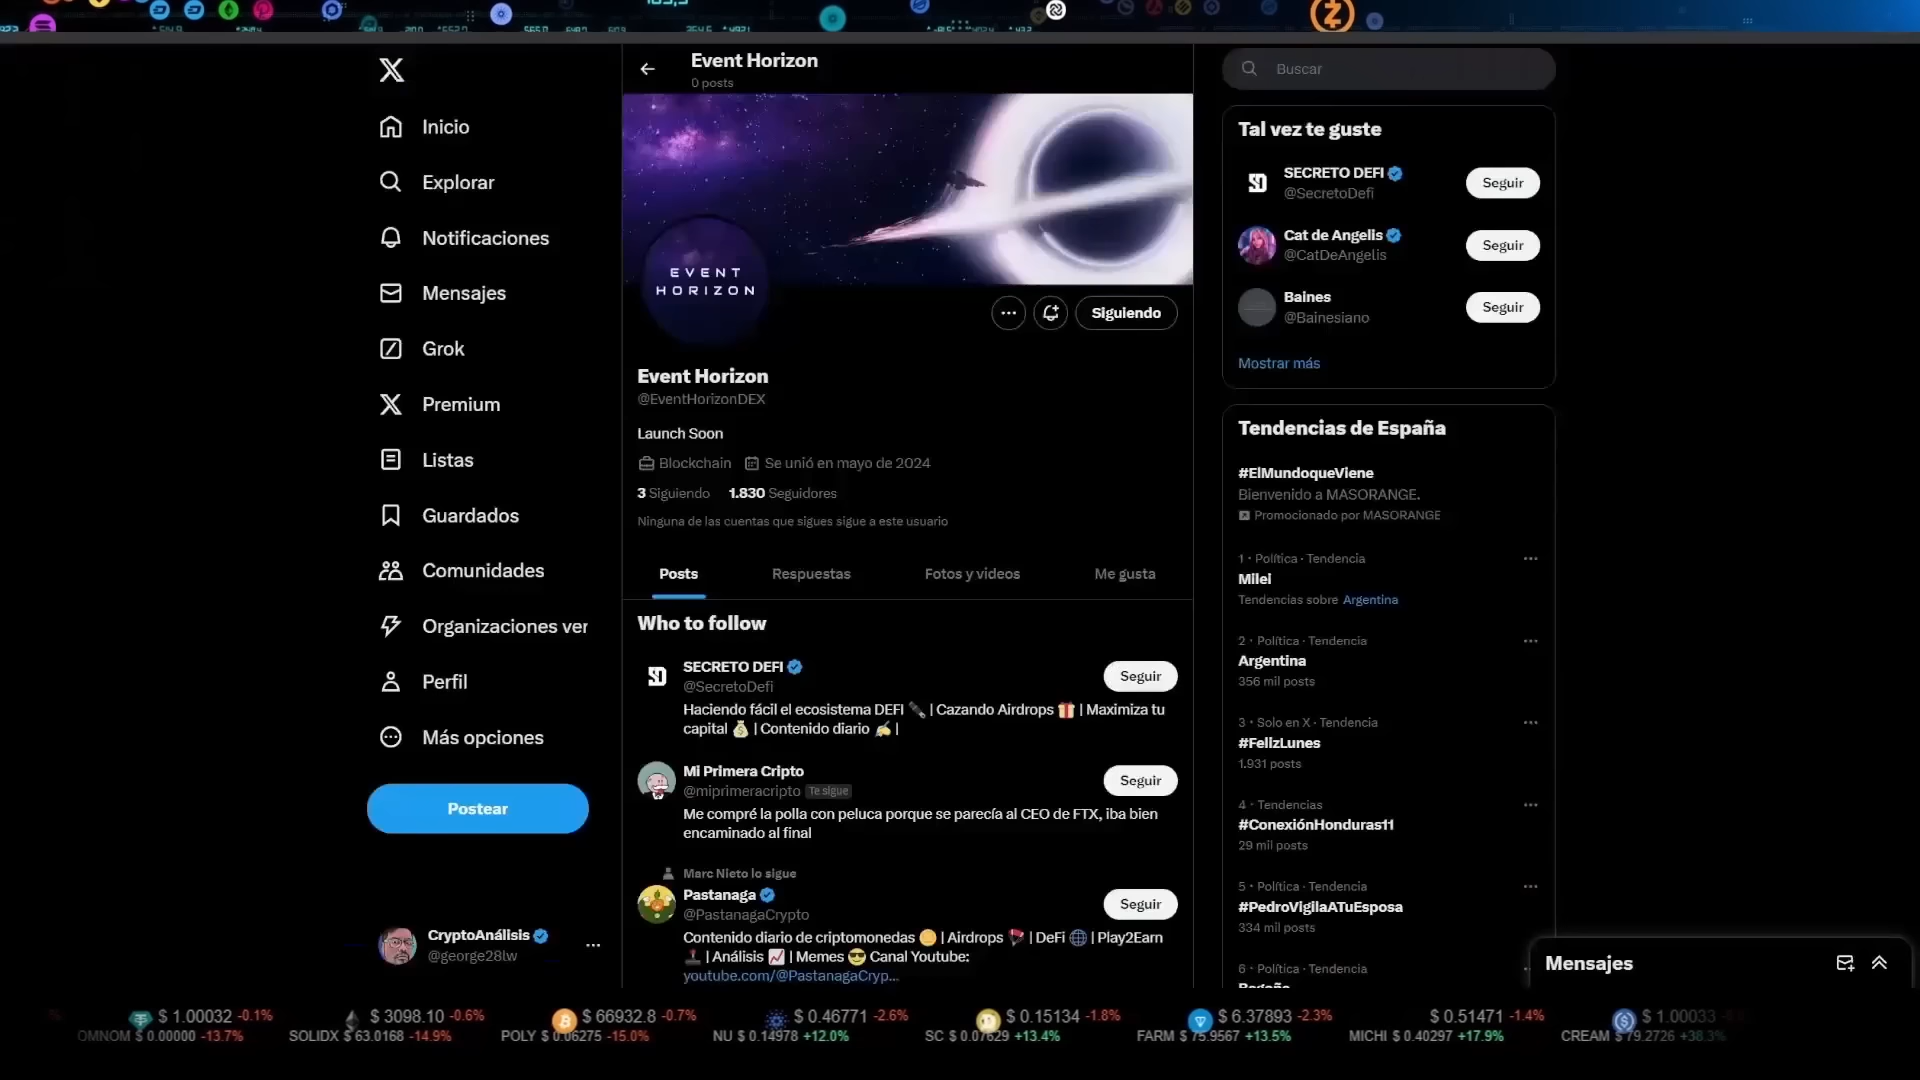 Event Horizon
0 posts
Buscar
Inicio
Explorar
Notificaciones
Mensajes
Grok
Premium
Listas
Guardados
Comunidades
Organizaciones ver
Perfil
Más opciones
Postear
CryptoAnálisis
@george28lw
EVENT
HORIZON
Siguiendo
Event Horizon
@EventHorizonDEX
Launch Soon
Blockchain Se unió en mayo de 2024
3 Siguiendo 1.830 Seguidores
Ninguna de las cuentas que sigues sigue a este usuario
Posts Respuestas Fotos y videos Me gusta
Who to follow
SECRETO DEFI
@SecretoDefi
Seguir
Haciendo fácil el ecosistema DEFI 🔦 | Cazando Airdrops 🎁 | Maximiza tu
capital 💰 | Contenido diario ✍️ |
Mi Primera Cripto
@miprimeracripto Te sigue
Seguir
Me compré la polla con peluca porque se parecía al CEO de FTX, iba bien
encaminado al final
Marc Nieto lo sigue
Pastanaga
@PastanagaCrypto
Seguir
Contenido diario de criptomonedas 🪙 | Airdrops 🪂 | DeFi 🌐 | Play2Earn
🕹️ | Análisis 📈 | Memes 😎 Canal Youtube:
youtube.com/@PastanagaCryp...
Tal vez te guste
SECRETO DEFI
@SecretoDefi
Seguir
Cat de Angelis
@CatDeAngelis
Seguir
Baines
@Bainesiano
Seguir
Mostrar más
Tendencias de España
#ElMundoqueViene
Bienvenido a MASORANGE.
Promocionado por MASORANGE
1 · Política · Tendencia
Milei
Tendencias sobre Argentina
2 · Política · Tendencia
Argentina
356 mil posts
3 · Solo en X · Tendencia
#FelizLunes
1.931 posts
4 · Tendencias
#ConexiónHonduras11
29 mil posts
5 · Política · Tendencia
#PedroVigilaATuEsposa
334 mil posts
6 · Política · Tendencia
Mensajes
$ 1.00032 -0.1% $ 3098.10 -0.6% $ 66932.8 -0.7% $ 0.46771 -2.6% $ 0.15134 -1.8% $ 6.37893 -2.3% $ 0.51471 -1.4% $ 1.00033
OMNOM $ 0.00000 -13.7% SOLIDX $ 63.0168 -14.9% POLY $ 0.06275 -15.0% NU $ 0.14978 +12.0% SC $ 0.07629 +13.4% FARM $ 75.9567 +13.5% MICHI $ 0.40297 +17.9% CREAM $ 79.2726 +38.3%